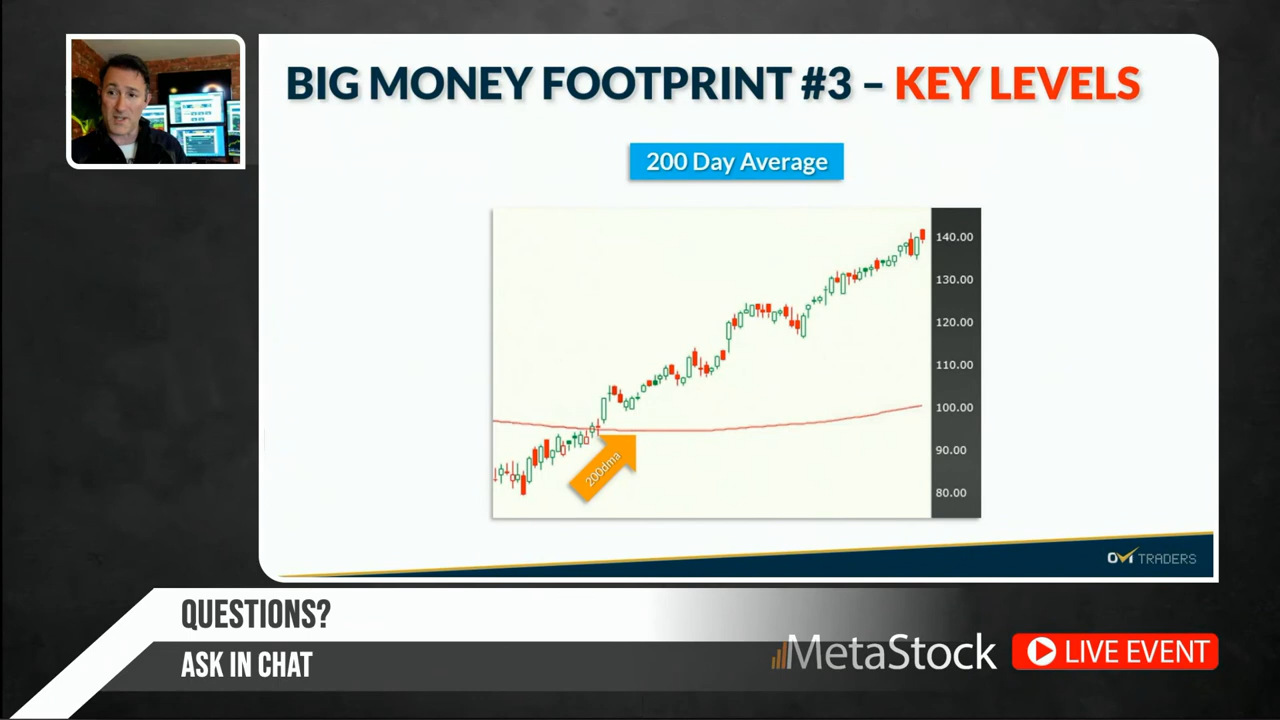 BIG MONEY FOOTPRINT #3 – KEY LEVELS
200 Day Average
140.00
130.00
120.00
110.00
100.00
90.00
80.00
200dma
OVI TRADERS
QUESTIONS?
ASK IN CHAT
MetaStock
LIVE EVENT